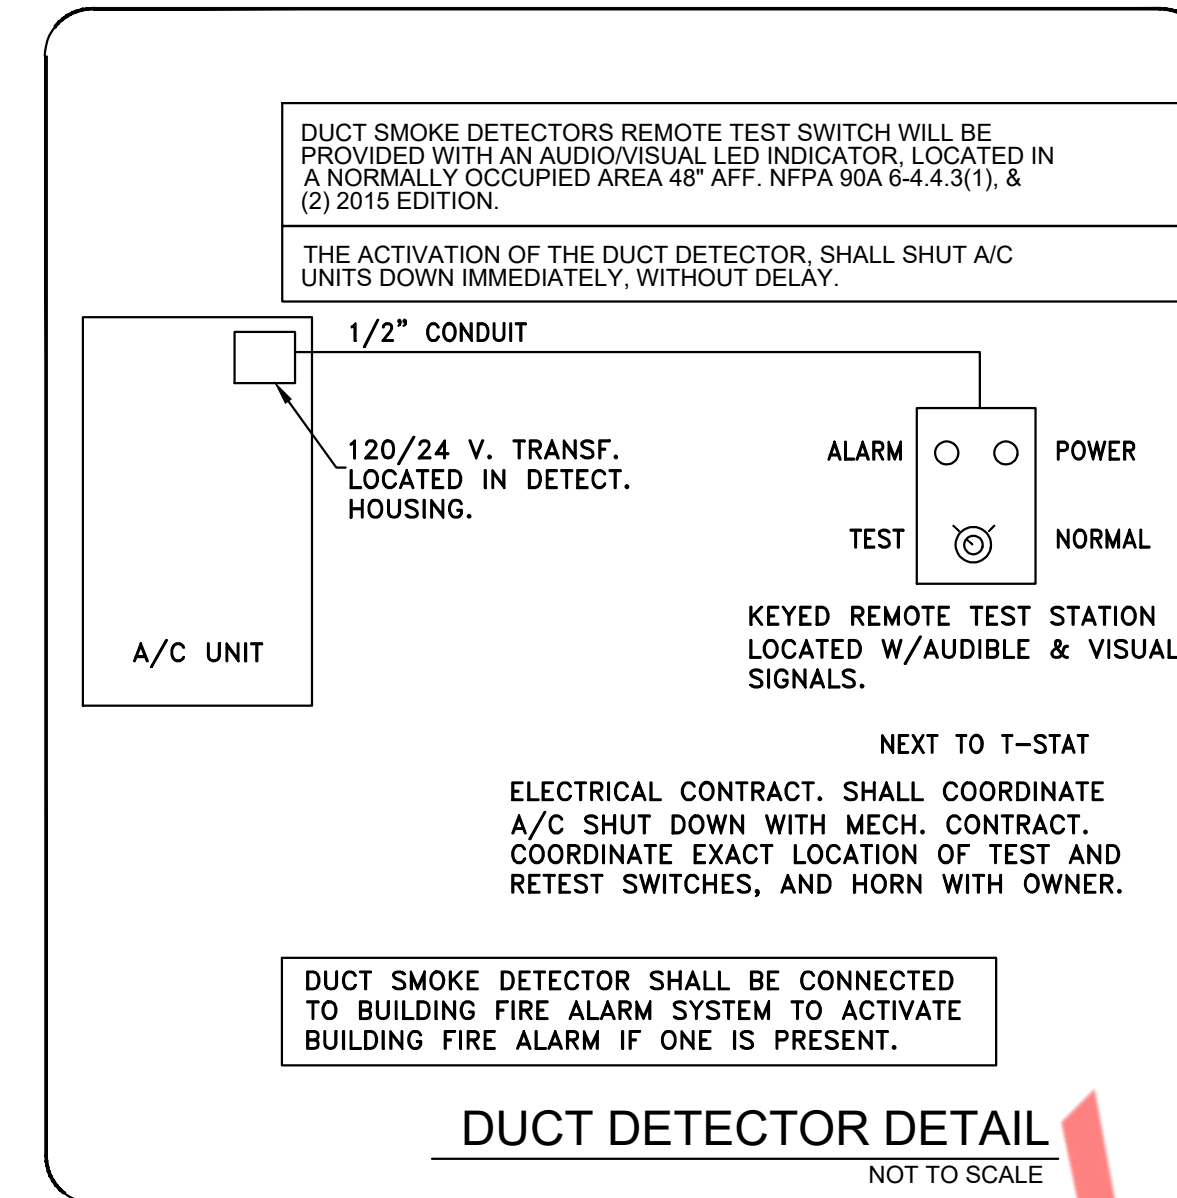 DUCT SMOKE DETECTORS REMOTE TEST SWITCH WILL BE
PROVIDED WITH AN AUDIO/VISUAL LED INDICATOR, LOCATED IN
A NORMALLY OCCUPIED AREA 48" AFF. NFPA 90A 6-4.4.3(1), &
(2) 2015 EDITION.
THE ACTIVATION OF THE DUCT DETECTOR, SHALL SHUT A/C
UNITS DOWN IMMEDIATELY, WITHOUT DELAY.
1/2" CONDUIT
120/24 V. TRANSF.
LOCATED IN DETECT.
HOUSING.
A/C UNIT
ALARM
POWER
TEST
NORMAL
KEYED REMOTE TEST STATION
LOCATED W/AUDIBLE & VISUAL
SIGNALS.
NEXT TO T-STAT
ELECTRICAL CONTRACT. SHALL COORDINATE
A/C SHUT DOWN WITH MECH. CONTRACT.
COORDINATE EXACT LOCATION OF TEST AND
RETEST SWITCHES, AND HORN WITH OWNER.
DUCT SMOKE DETECTOR SHALL BE CONNECTED
TO BUILDING FIRE ALARM SYSTEM TO ACTIVATE
BUILDING FIRE ALARM IF ONE IS PRESENT.
DUCT DETECTOR DETAIL
NOT TO SCALE